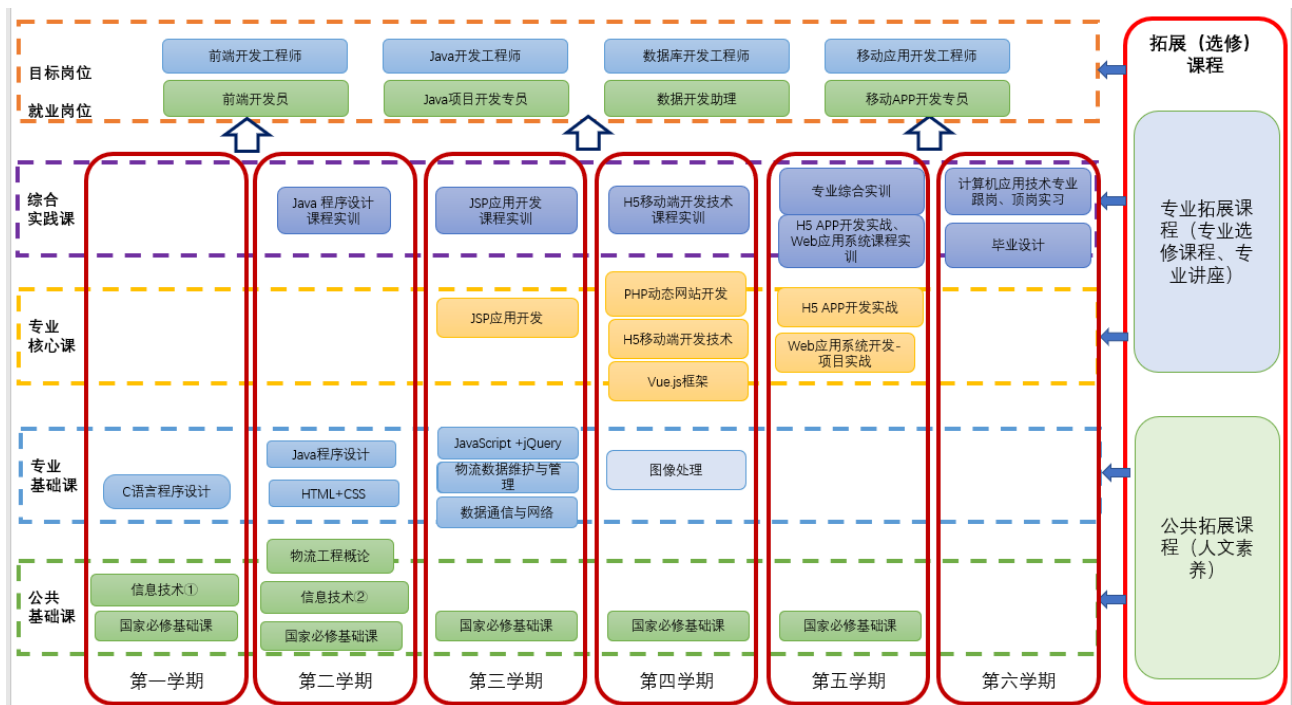 目标岗位
前端开发工程师
Java开发工程师
数据库开发工程师
移动应用开发工程师
就业岗位
前端开发员
Java项目开发专员
数据开发助理
移动APP开发专员
综合
实践课
Java 程序设计
课程实训
JSP应用开发
课程实训
H5移动端开发技术
课程实训
专业综合实训
H5 APP开发实战、
Web应用系统课程实
训
计算机应用技术专业
跟岗、顶岗实习
毕业设计
专业
核心课
JSP应用开发
PHP动态网站开发
H5移动端开发技术
Vue.js框架
H5 APP开发实战
Web应用系统开发-
项目实战
专业
基础课
C语言程序设计
Java程序设计
HTML+CSS
JavaScript +jQuery
物流数据维护与管
理
数据通信与网络
图像处理
公共
基础课
信息技术①
国家必修基础课
物流工程概论
信息技术②
国家必修基础课
国家必修基础课
国家必修基础课
国家必修基础课
第一学期
第二学期
第三学期
第四学期
第五学期
第六学期
拓展（选修）
课程
专业拓展课
程（专业选
修课程、专
业讲座）
公共拓展课
程（人文素
养）